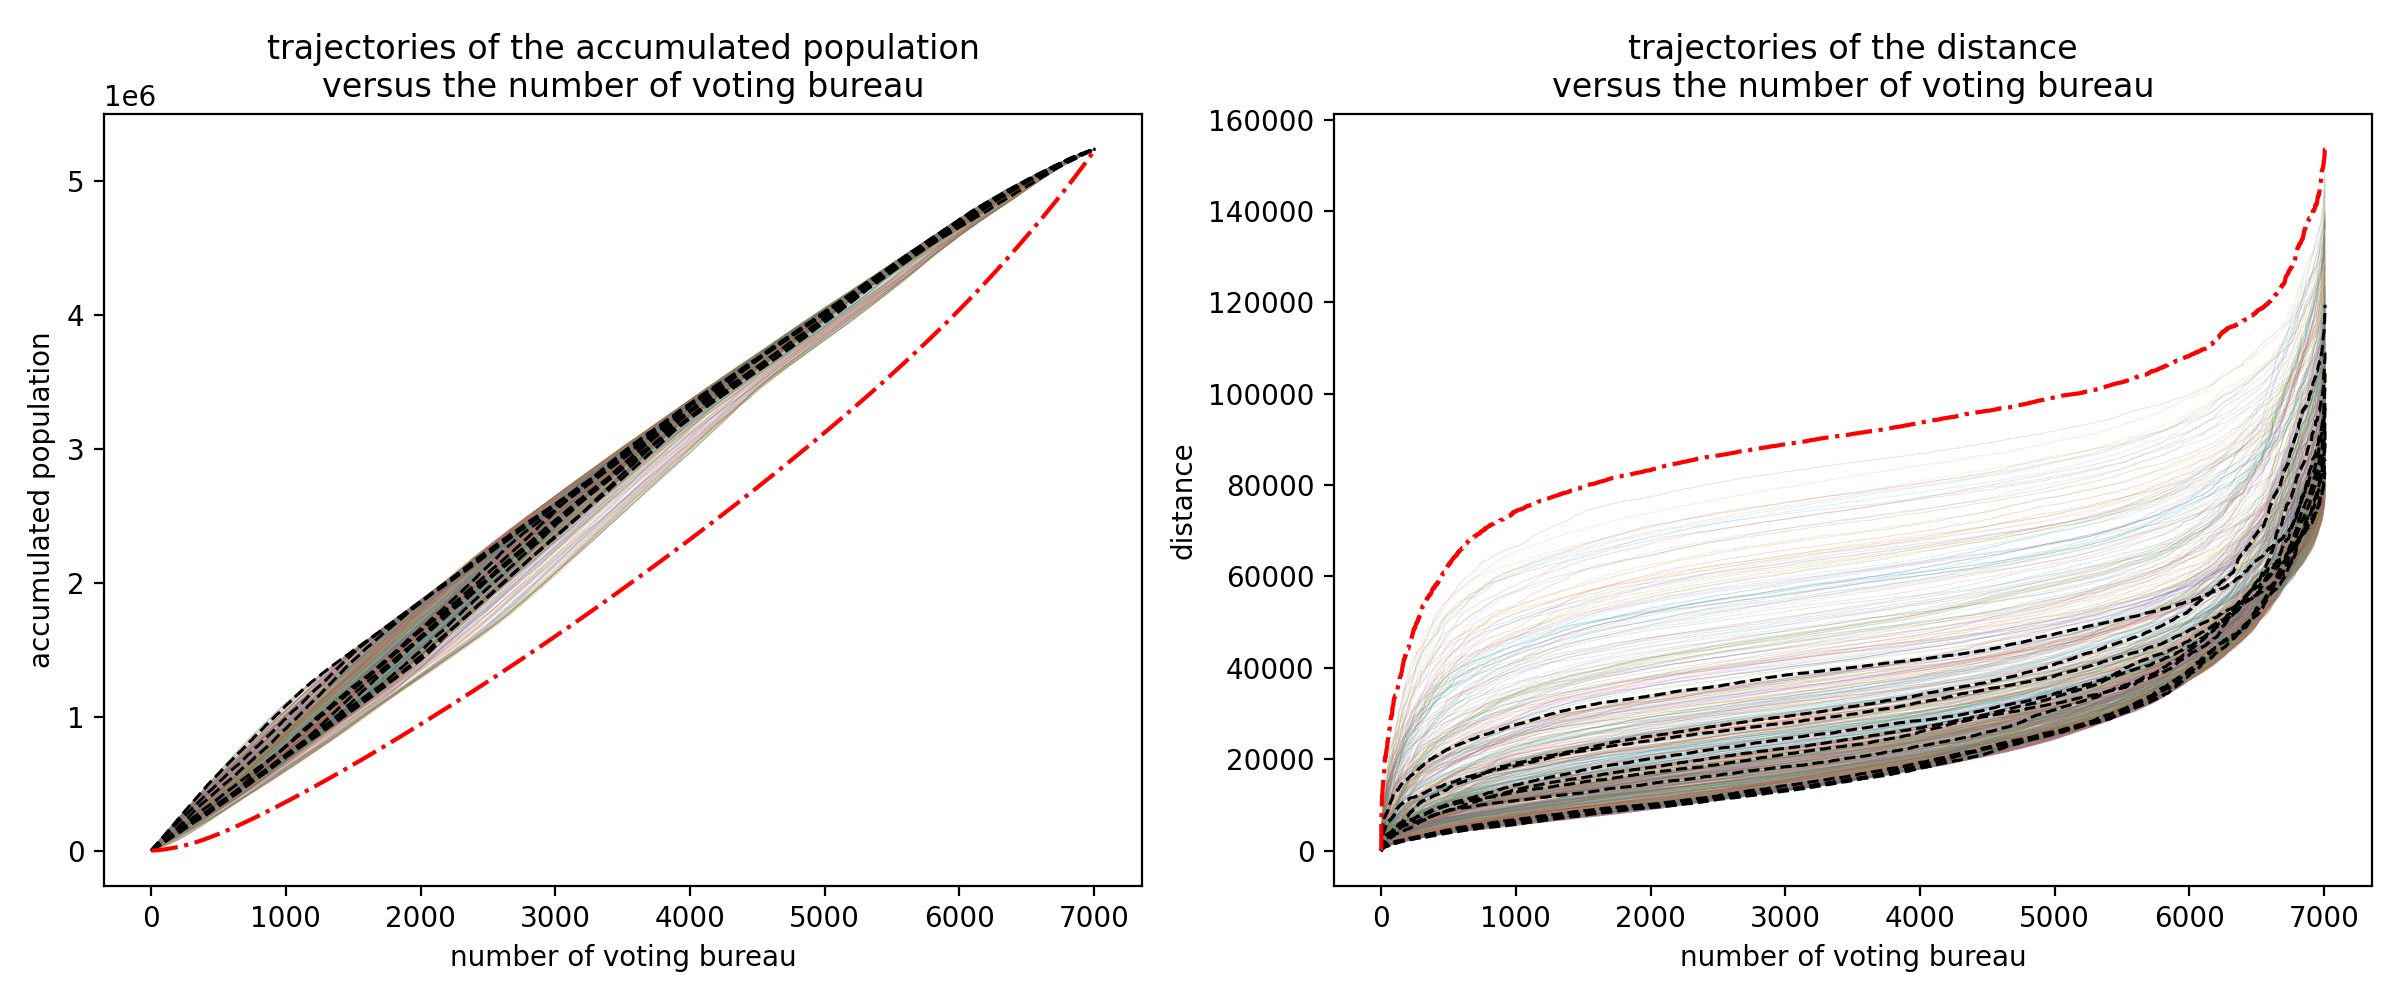 trajectories of the accumulated population
versus the number of voting bureau
1e6
5
4
3
2
1
0
accumulated population
0 1000 2000 3000 4000 5000 6000 7000
number of voting bureau
trajectories of the distance
versus the number of voting bureau
160000
140000
120000
100000
80000
60000
40000
20000
0
distance
0 1000 2000 3000 4000 5000 6000 7000
number of voting bureau